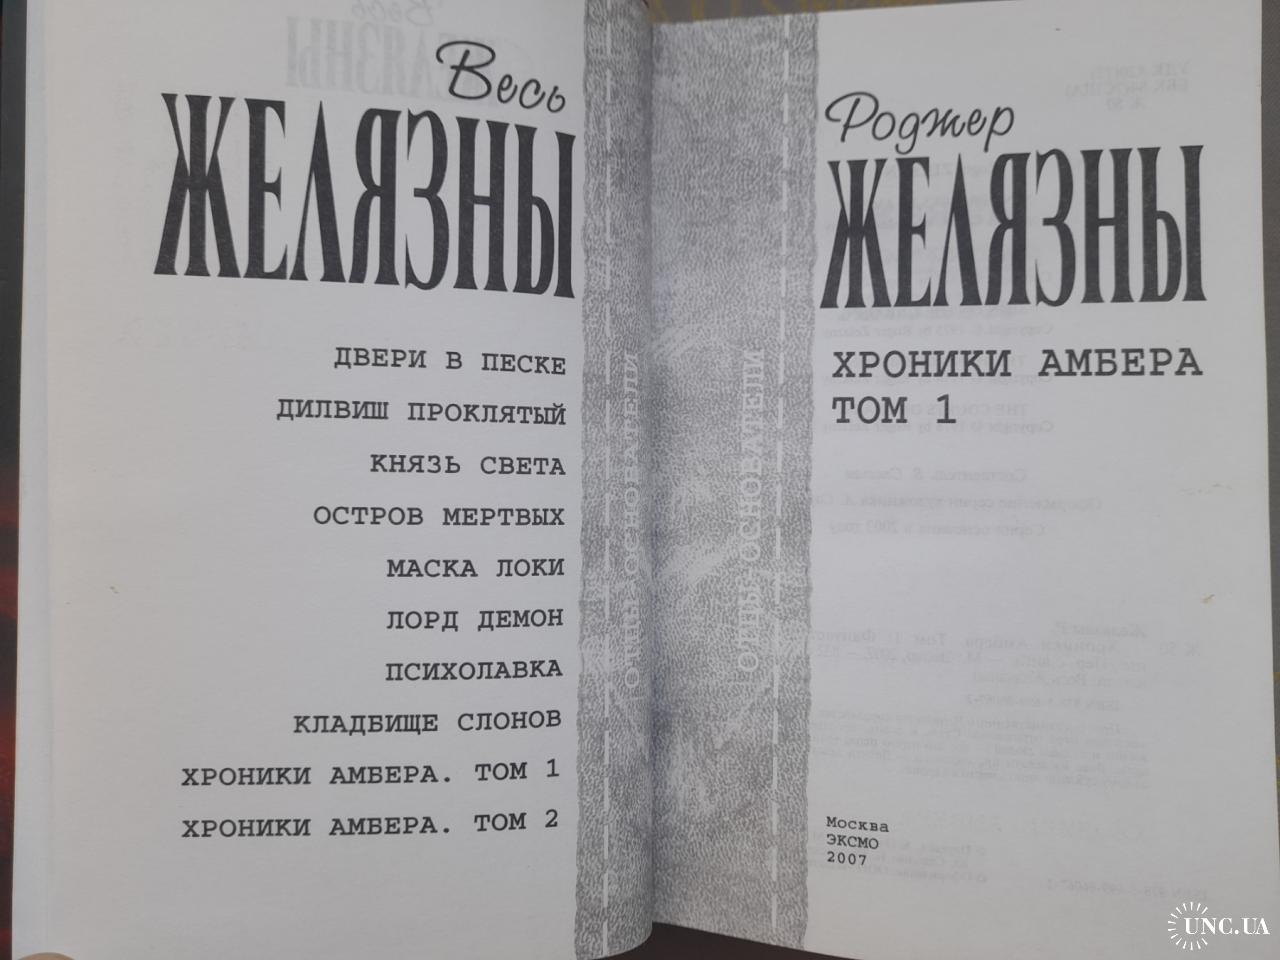 Весь
ЖЕЛЯЗНЫ
ДВЕРИ В ПЕСКЕ
ДИЛВИШ ПРОКЛЯТЫЙ
КНЯЗЬ СВЕТА
ОСТРОВ МЕРТВЫХ
МАСКА ЛОКИ
ЛОРД ДЕМОН
ПСИХОЛАВКА
КЛАДБИЩЕ СЛОНОВ
ХРОНИКИ АМБЕРА. ТОМ 1
ХРОНИКИ АМБЕРА. ТОМ 2
Роджер
ЖЕЛЯЗНЫ
ХРОНИКИ АМБЕРА
ТОМ 1
Москва
ЭКСМО
2007
UNC.UA